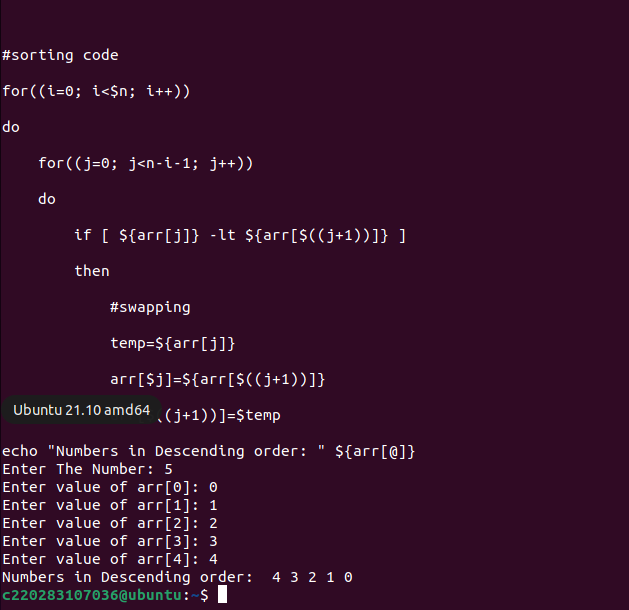 #sorting code
for((i=0; i<$n; i++))
do
for((j=0; j<n-i-1; j++))
do
if [ ${arr[j]} -lt ${arr[$((j+1))]} ]
then
#swapping
temp=${arr[j]}
arr[$j]=${arr[$((j+1))]}
Ubuntu 21.10 amd64
((j+1))]=$temp
echo "Numbers in Descending order: " ${arr[@]}
Enter The Number: 5
Enter value of arr[0]: 0
Enter value of arr[1]: 1
Enter value of arr[2]: 2
Enter value of arr[3]: 3
Enter value of arr[4]: 4
Numbers in Descending order:  4 3 2 1 0
c220283107036@ubuntu:~$